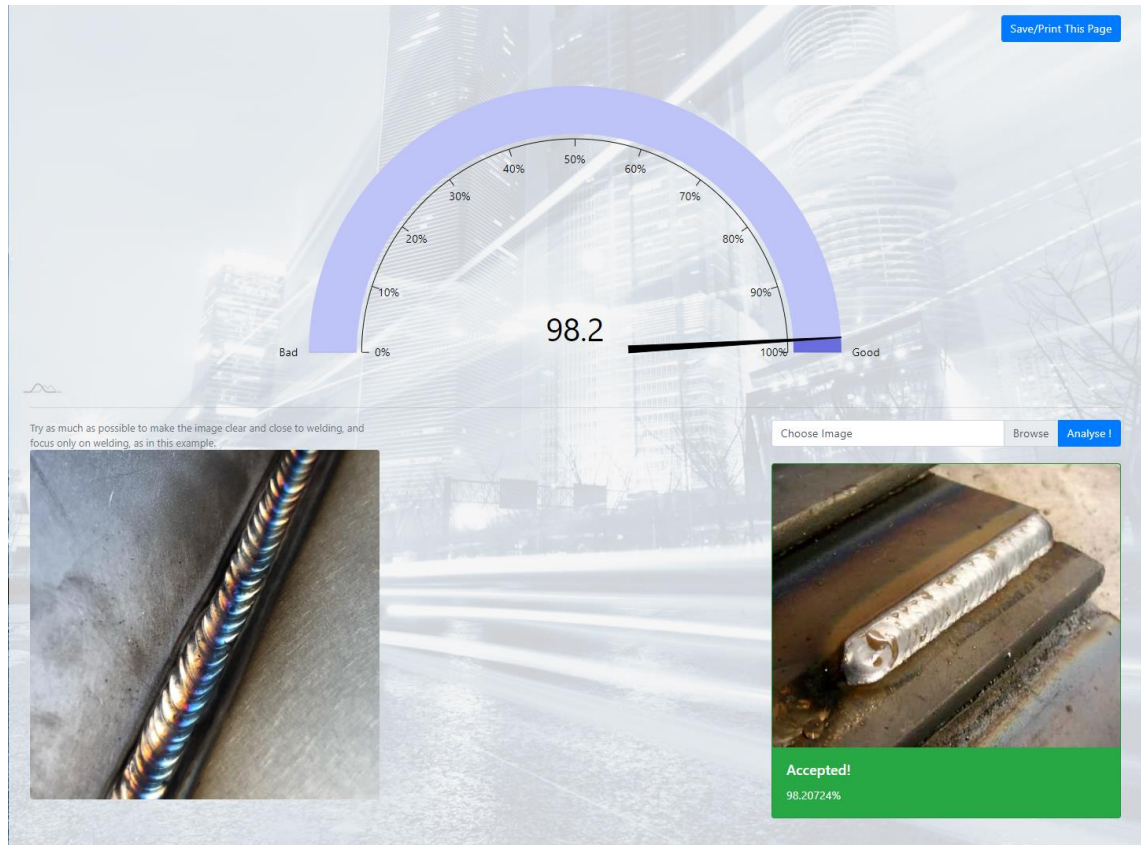 Save/Print This Page
50%
40%
60%
30%
70%
20%
80%
10%
90%
98.2
Bad
0%
100%
Good
Try as much as possible to make the image clear and close to welding, and
focus only on welding, as in this example.
Choose Image
Browse
Analyse !
Accepted!
98.20724%